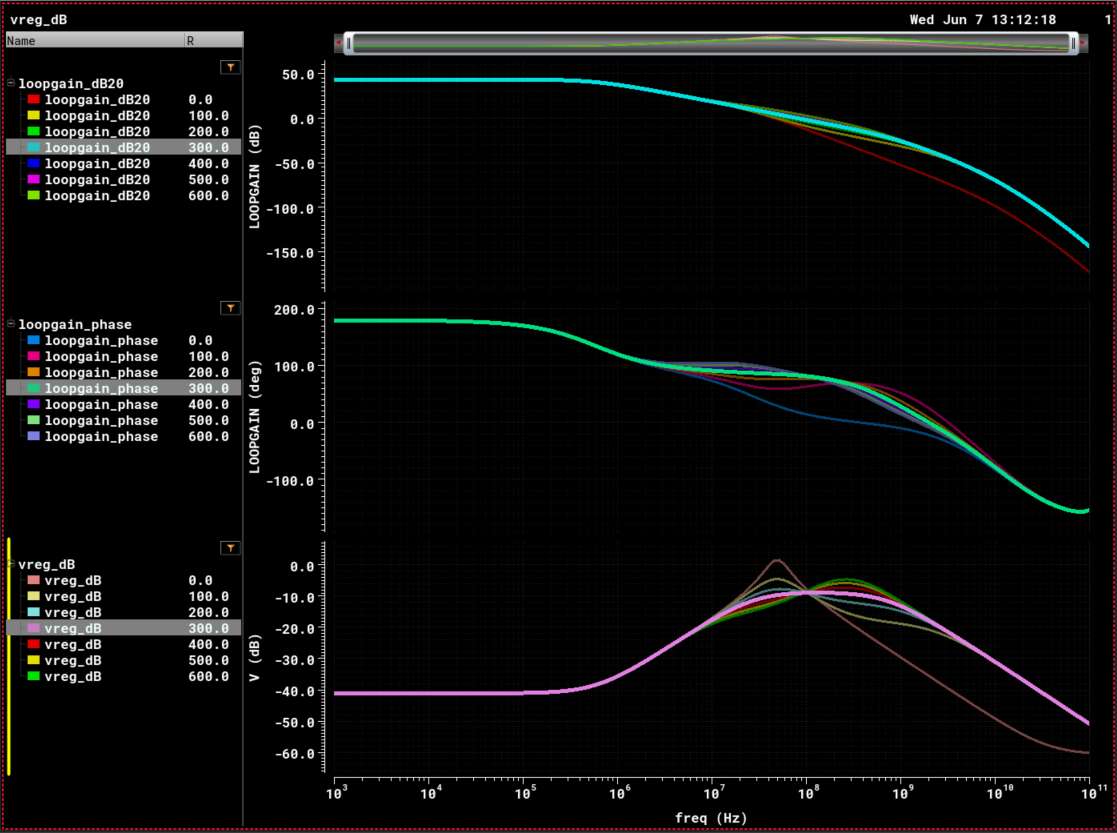 vreg_dB
Wed Jun 7 13:12:18 1
Name R
loopgain_dB20
loopgain_dB20 0.0
loopgain_dB20 100.0
loopgain_dB20 200.0
loopgain_dB20 300.0
loopgain_dB20 400.0
loopgain_dB20 500.0
loopgain_dB20 600.0
LOOPGAIN (dB)
50.0
0.0
-50.0
-100.0
-150.0
loopgain_phase
loopgain_phase 0.0
loopgain_phase 100.0
loopgain_phase 200.0
loopgain_phase 300.0
loopgain_phase 400.0
loopgain_phase 500.0
loopgain_phase 600.0
LOOPGAIN (deg)
200.0
100.0
0.0
-100.0
vreg_dB
vreg_dB 0.0
vreg_dB 100.0
vreg_dB 200.0
vreg_dB 300.0
vreg_dB 400.0
vreg_dB 500.0
vreg_dB 600.0
V (dB)
0.0
-10.0
-20.0
-30.0
-40.0
-50.0
-60.0
10³ 10⁴ 10⁵ 10⁶ 10⁷ 10⁸ 10⁹ 10¹⁰ 10¹¹
freq (Hz)